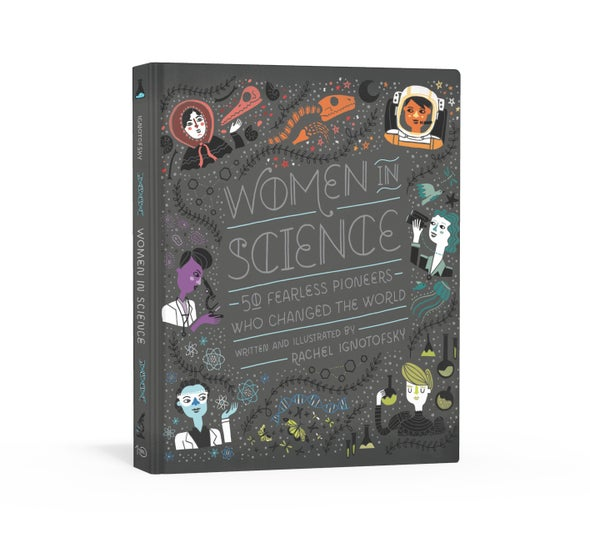 WOMEN IN
SCIENCE
50 FEARLESS PIONEERS
WHO CHANGED THE WORLD
WRITTEN AND ILLUSTRATED BY
RACHEL IGNOTOFSKY
IGNOTOFSKY
WOMEN IN SCIENCE